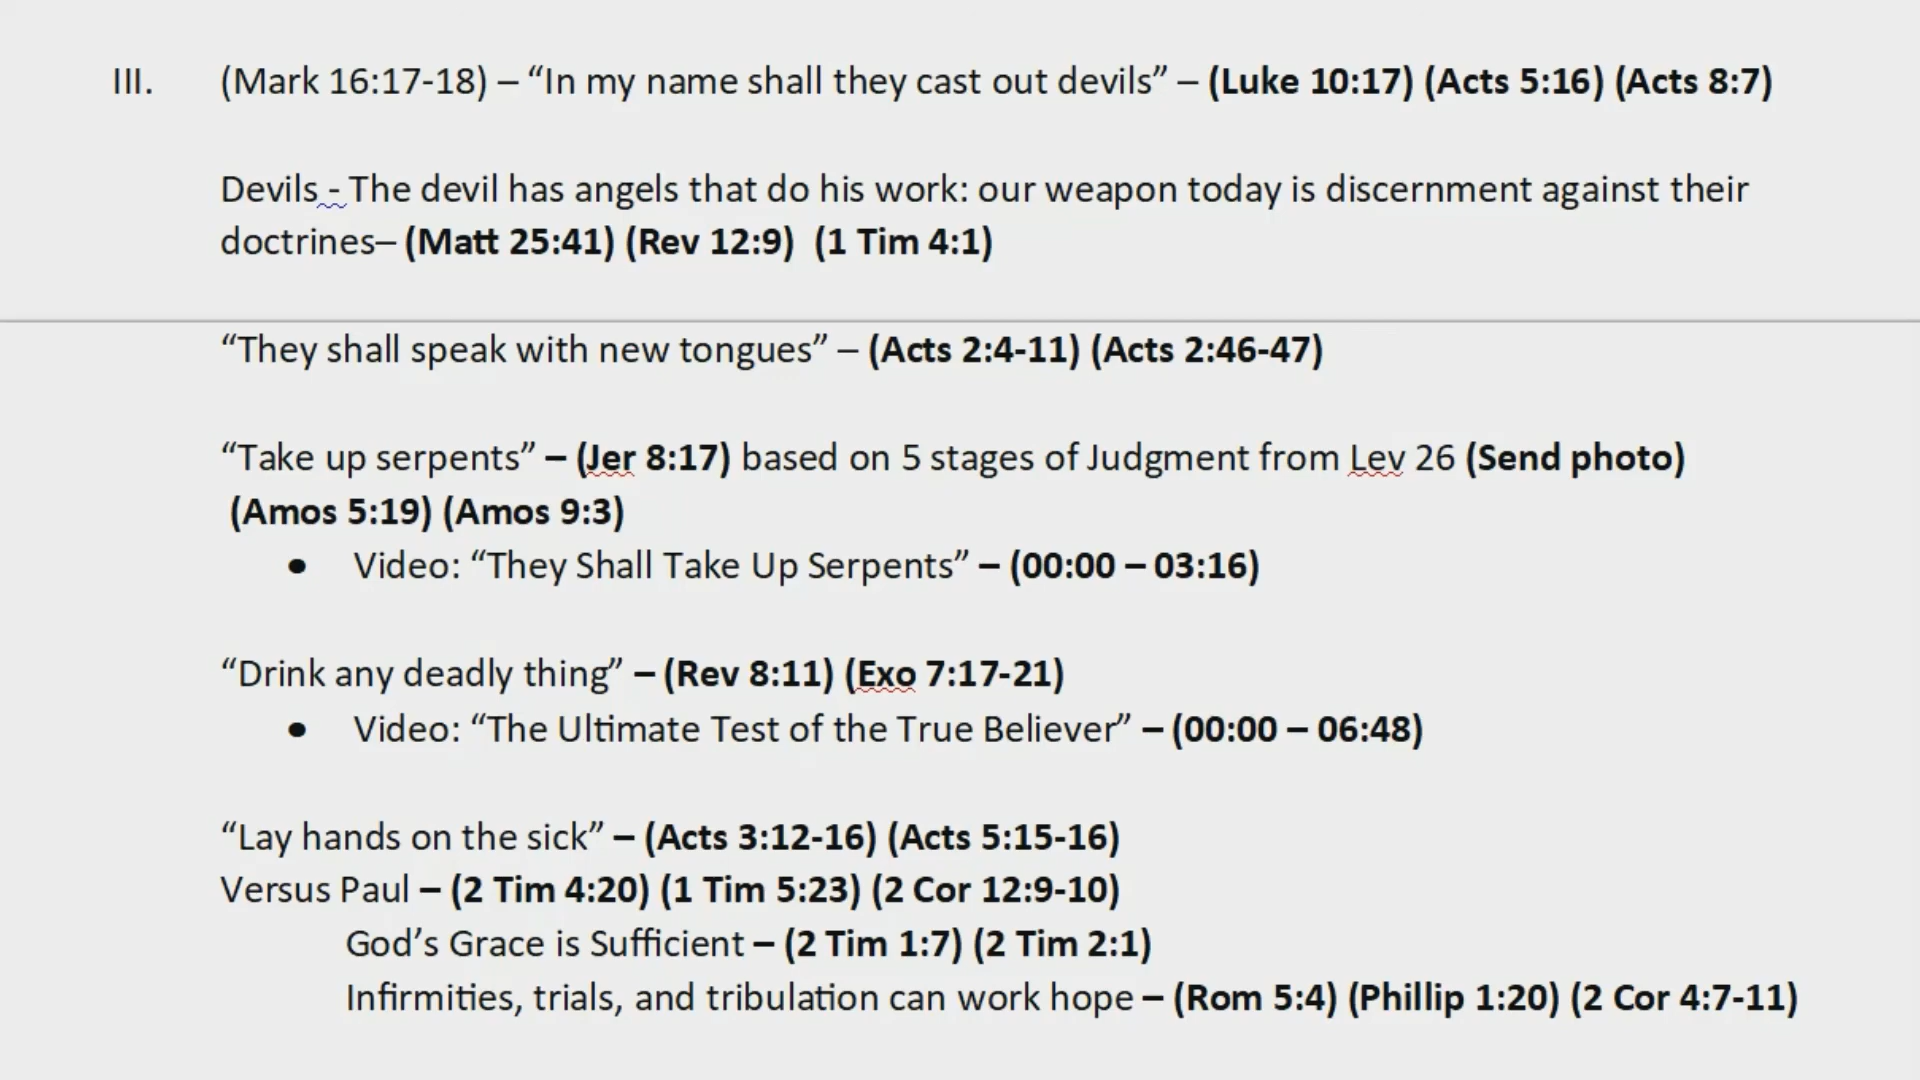 III. (Mark 16:17-18) – “In my name shall they cast out devils” – (Luke 10:17) (Acts 5:16) (Acts 8:7)
Devils - The devil has angels that do his work: our weapon today is discernment against their
doctrines– (Matt 25:41) (Rev 12:9) (1 Tim 4:1)
“They shall speak with new tongues” – (Acts 2:4-11) (Acts 2:46-47)
“Take up serpents” – (Jer 8:17) based on 5 stages of Judgment from Lev 26 (Send photo)
(Amos 5:19) (Amos 9:3)
● Video: “They Shall Take Up Serpents” – (00:00 – 03:16)
“Drink any deadly thing” – (Rev 8:11) (Exo 7:17-21)
● Video: “The Ultimate Test of the True Believer” – (00:00 – 06:48)
“Lay hands on the sick” – (Acts 3:12-16) (Acts 5:15-16)
Versus Paul – (2 Tim 4:20) (1 Tim 5:23) (2 Cor 12:9-10)
God’s Grace is Sufficient – (2 Tim 1:7) (2 Tim 2:1)
Infirmities, trials, and tribulation can work hope – (Rom 5:4) (Phillip 1:20) (2 Cor 4:7-11)